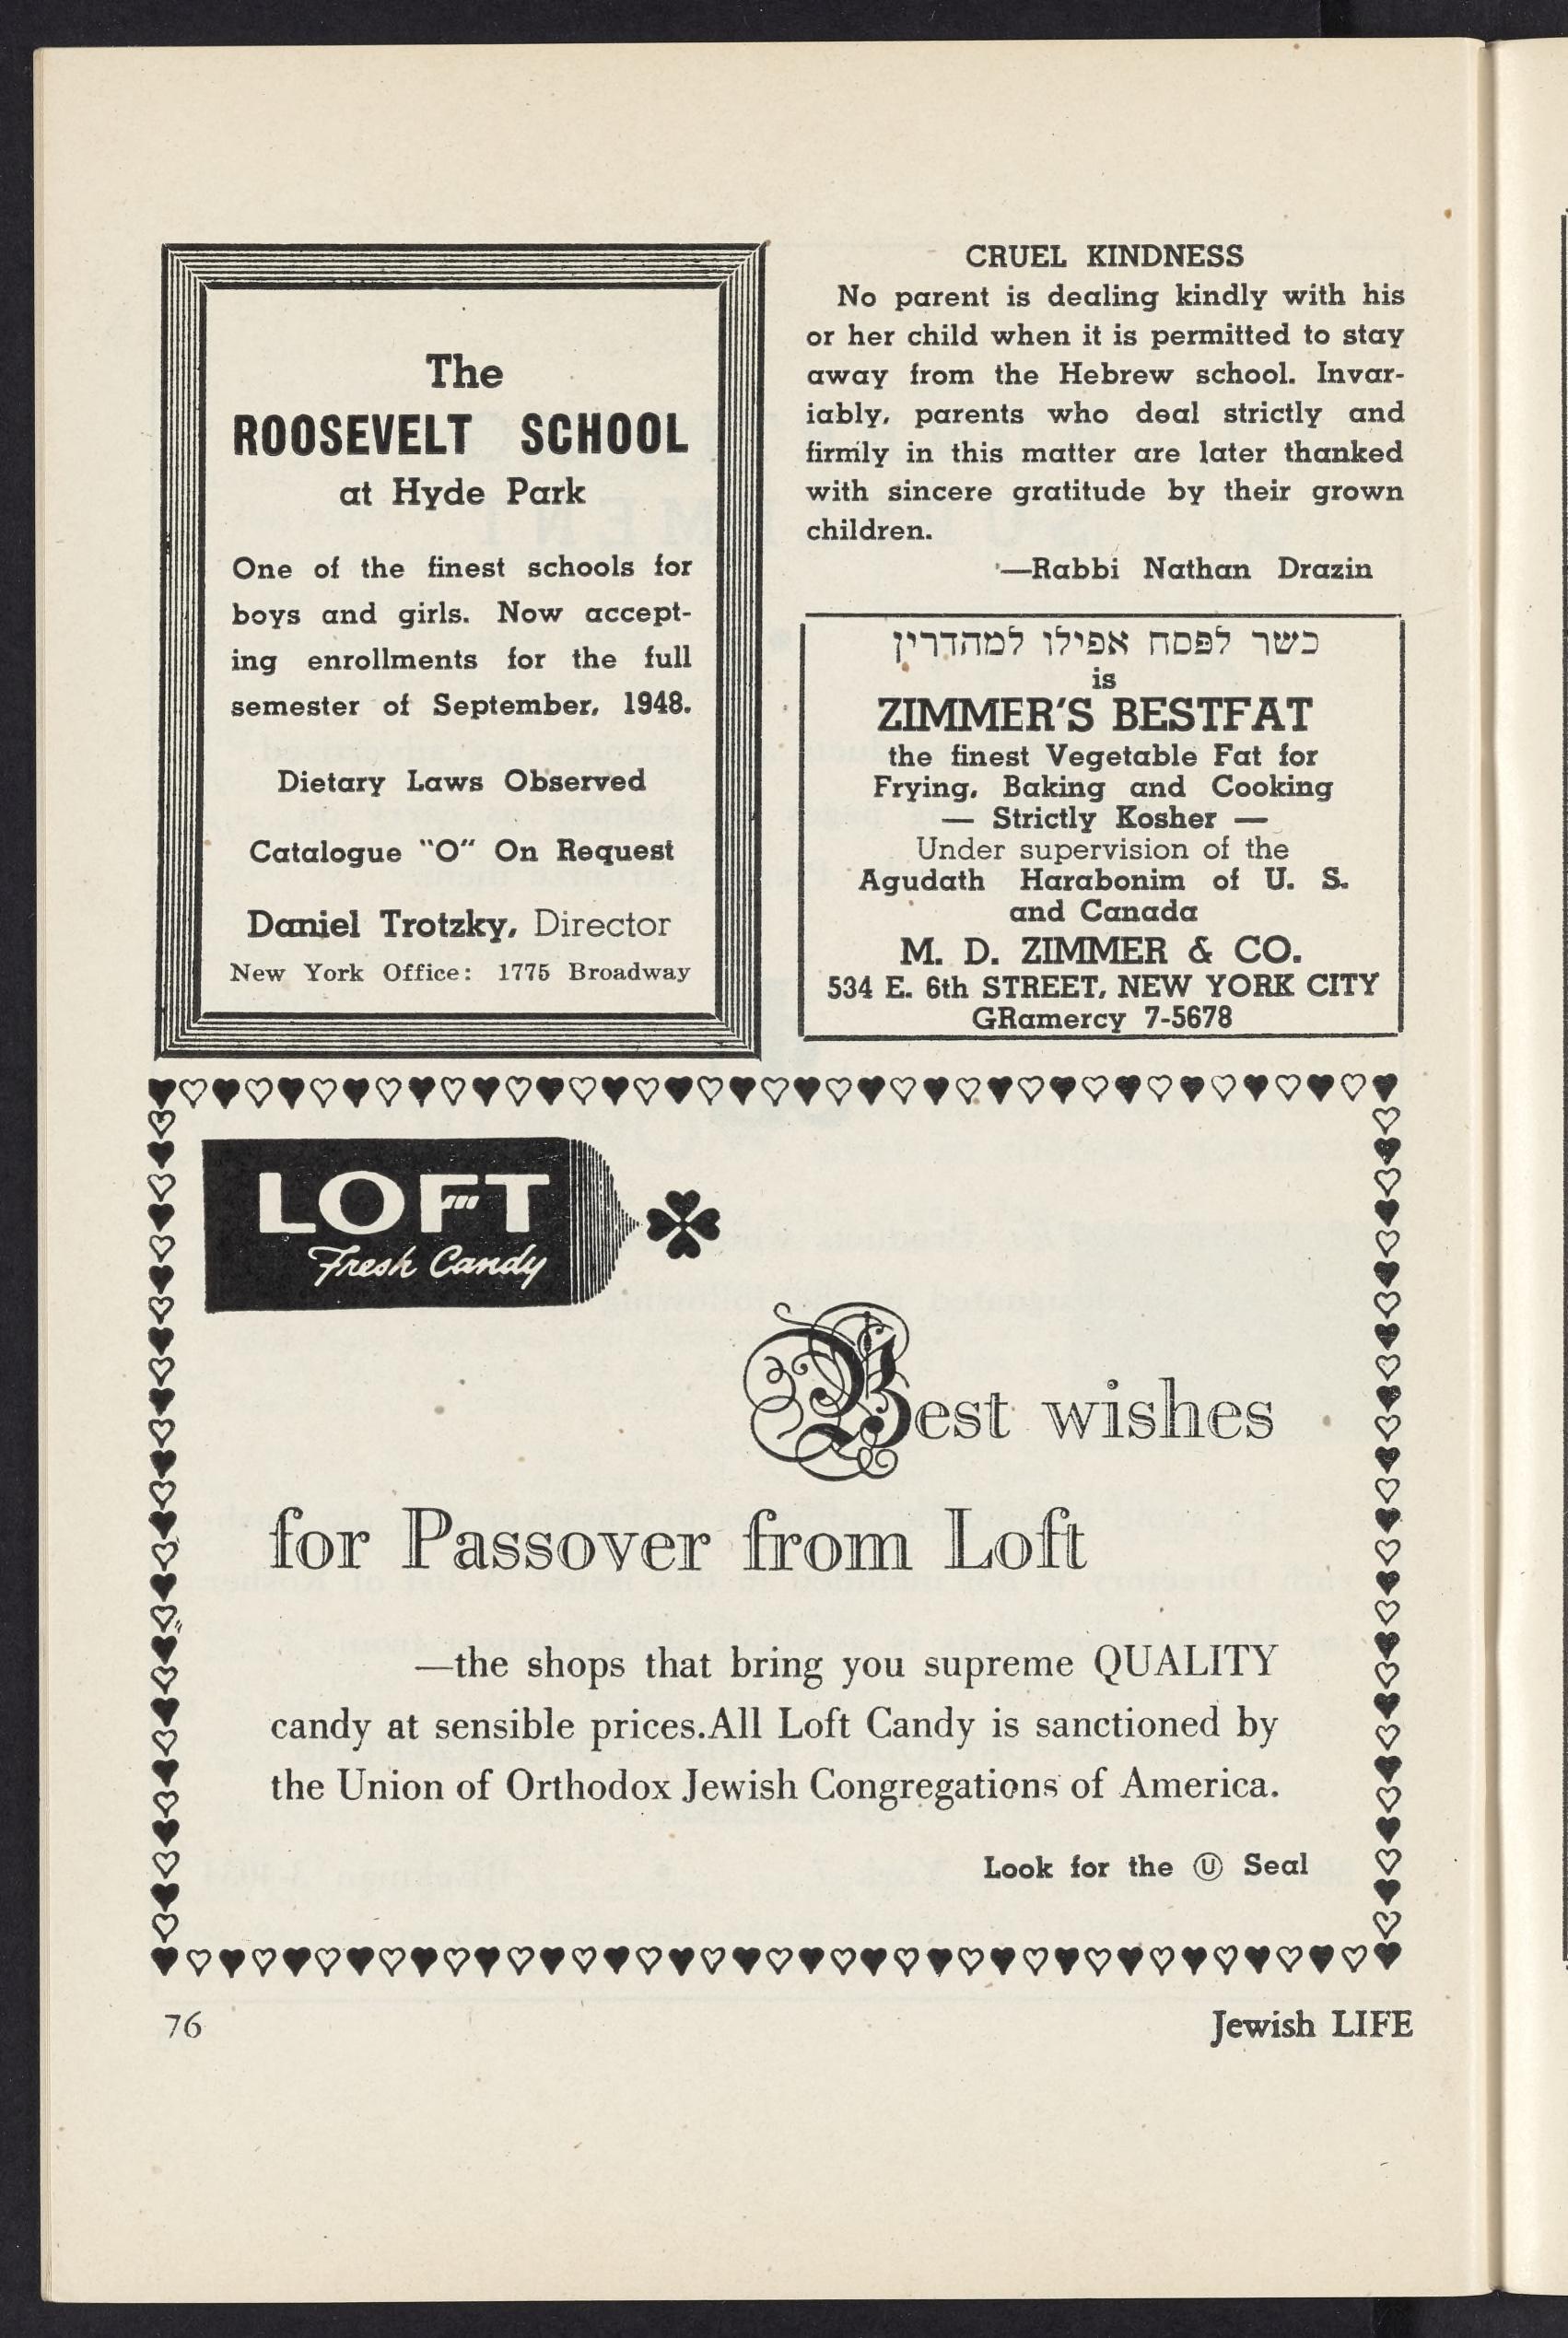 The
ROOSEVELT SCHOOL
at Hyde Park
One of the finest schools for
boys and girls. Now accept-
ing enrollments for the full
semester of September, 1948.
Dietary Laws Observed
Catalogue "O" On Request
Daniel Trotzky, Director
New York Office: 1775 Broadway
CRUEL KINDNESS
No parent is dealing kindly with his
or her child when it is permitted to stay
away from the Hebrew school. Invar-
iably, parents who deal strictly and
firmly in this matter are later thanked
with sincere gratitude by their grown
children.
—Rabbi Nathan Drazin
כשר לפסח אפילו למהדרין
is
ZIMMER'S BESTFAT
the finest Vegetable Fat for
Frying, Baking and Cooking
— Strictly Kosher —
Under supervision of the
Agudath Harabonim of U. S.
and Canada
M. D. ZIMMER & CO.
534 E. 6th STREET, NEW YORK CITY
GRamercy 7-5678
LOFT
Fresh Candy
Best wishes
for Passover from Loft
—the shops that bring you supreme QUALITY
candy at sensible prices.All Loft Candy is sanctioned by
the Union of Orthodox Jewish Congregations of America.
Look for the Ⓤ Seal
76
Jewish LIFE